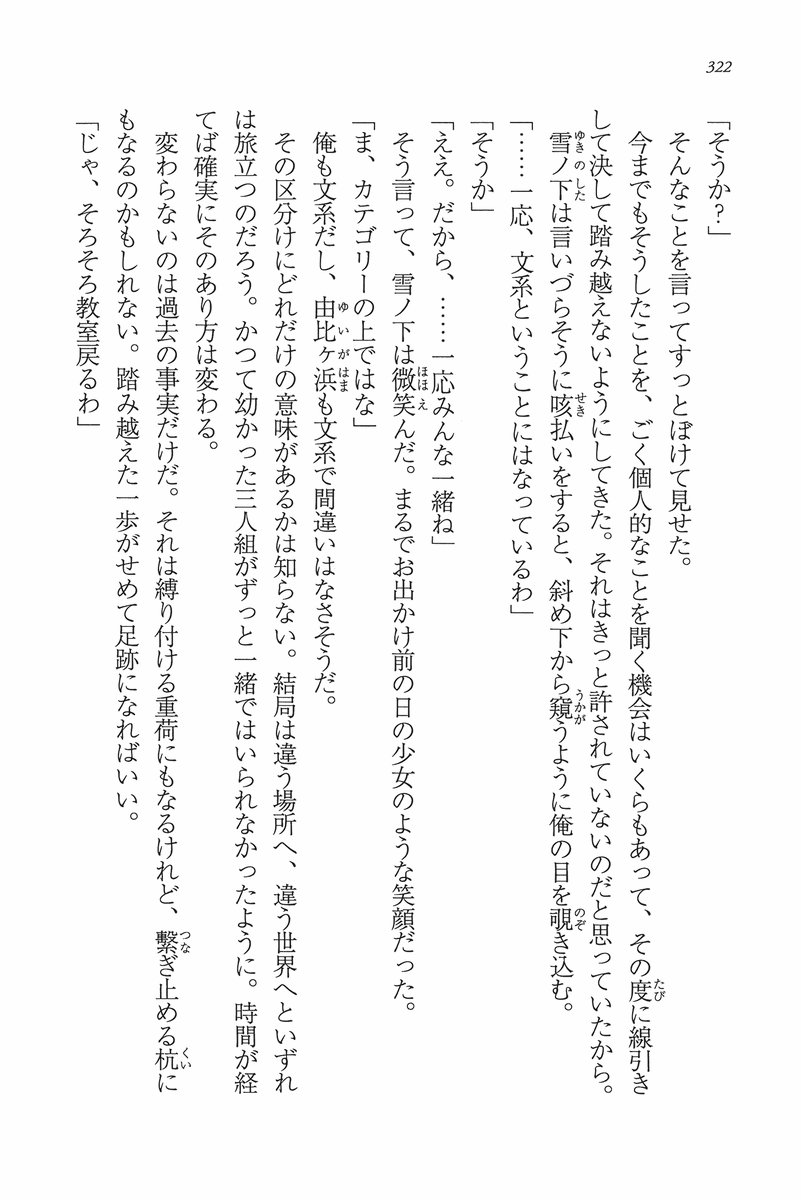 322
「そうか？」
そんなことを言ってすっとぼけて見せた。
今までもそうしたことを、ごく個人的なことを聞く機会はいくらもあって、その度に線引き
して決して踏み越えないようにしてきた。それはきっと許されていないのだと思っていたから。
雪ノ下は言いづらそうに咳払いをすると、斜め下から窺うように俺の目を覗き込む。
「……一応、文系ということにはなっているわ」
「そうか」
「ええ。だから、……一応みんな一緒ね」
そう言って、雪ノ下は微笑んだ。まるでお出かけ前の日の少女のような笑顔だった。
「ま、カテゴリーの上ではな」
俺も文系だし、由比ヶ浜も文系で間違いはなさそうだ。
その区分けにどれだけの意味があるかは知らない。結局は違う場所へ、違う世界へといずれ
は旅立つのだろう。かつて幼かった三人組がずっと一緒ではいられなかったように。時間が経
てば確実にそのあり方は変わる。
変わらないのは過去の事実だけだ。それは縛り付ける重荷にもなるけれど、繋ぎ止める杭に
もなるのかもしれない。踏み越えた一歩がせめて足跡になればいい。
「じゃ、そろそろ教室戻るわ」